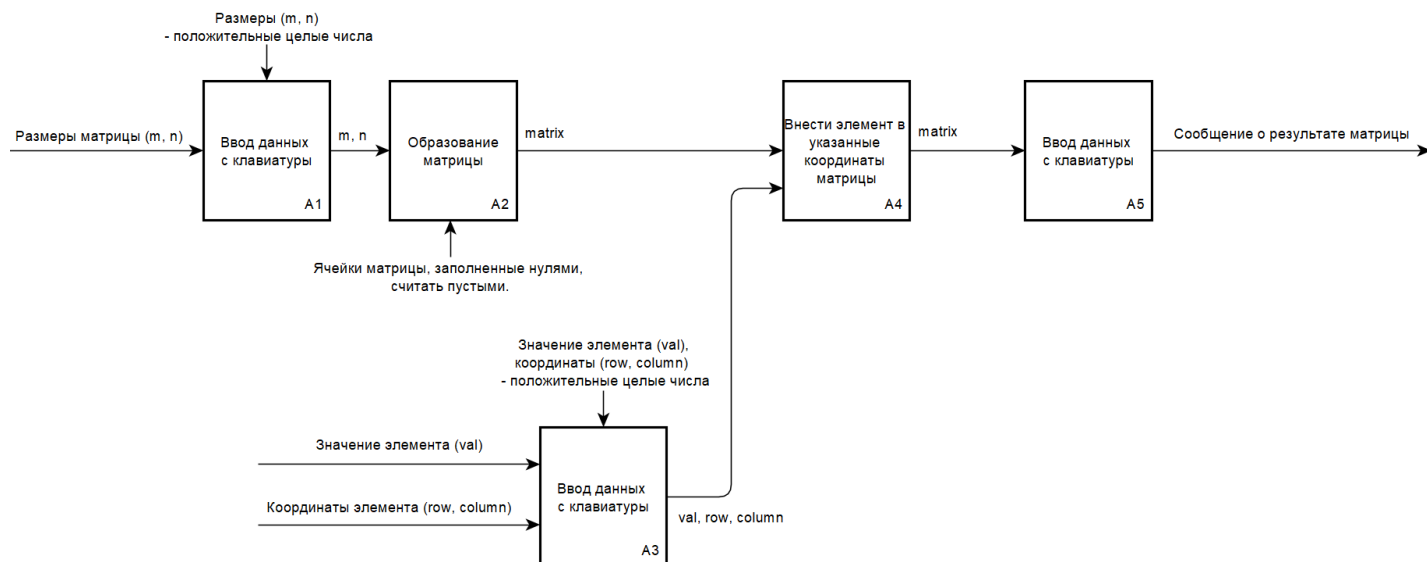 Размеры (m, n)
- положительные целые числа
Размеры матрицы (m, n)
Ввод данных
с клавиатуры
A1
m, n
Образование
матрицы
A2
matrix
Ячейки матрицы, заполненные нулями,
считать пустыми.
Внести элемент в
указанные
координаты
матрицы
A4
matrix
Ввод данных
с клавиатуры
A5
Сообщение о результате матрицы
Значение элемента (val),
координаты (row, column)
- положительные целые числа
Значение элемента (val)
Координаты элемента (row, column)
Ввод данных
с клавиатуры
A3
val, row, column